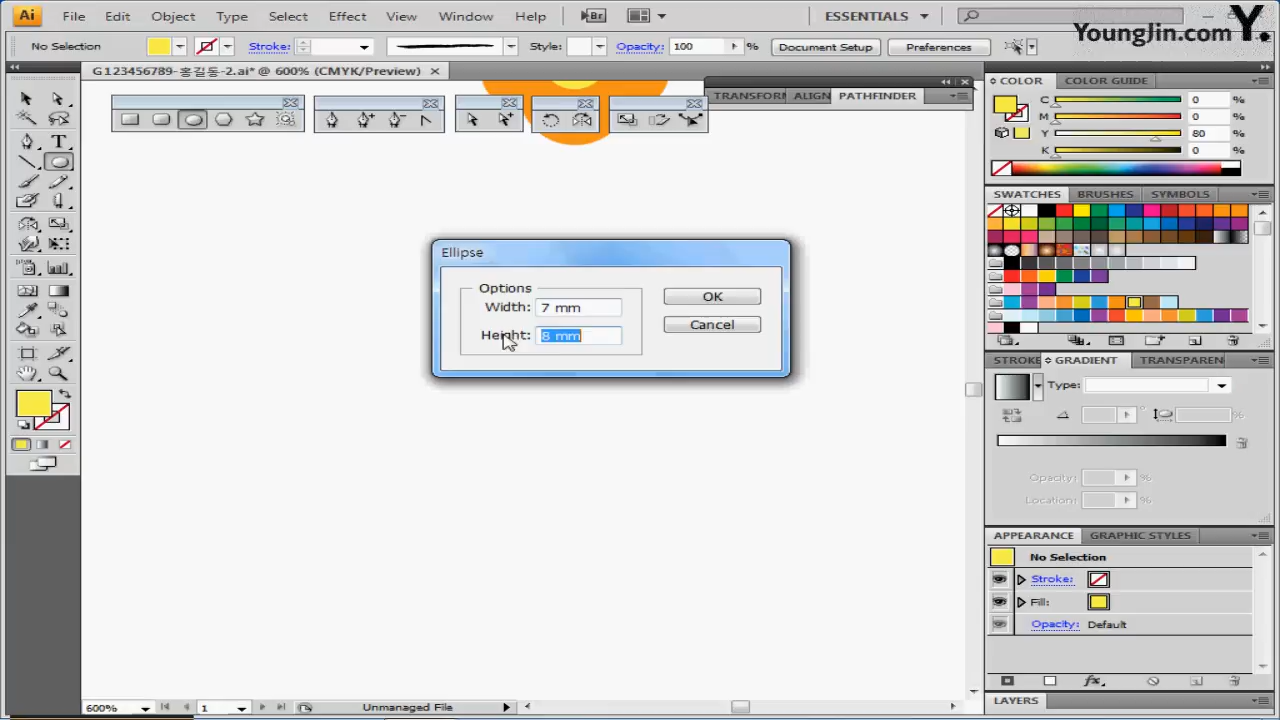 Ai File Edit Object Type Select Effect View Window Help Br ESSENTIALS
YoungJin.com Y.
No Selection Stroke: Style: Opacity: 100 % Document Setup Preferences
G123456789-홍길동-2.ai* @ 600% (CMYK/Preview)
TRANSFORM ALIGN PATHFINDER
COLOR COLOR GUIDE
C 0 %
M 0 %
Y 80 %
K 0 %
SWATCHES BRUSHES SYMBOLS
Ellipse
Options
Width: 7 mm
Height: 8 mm
OK
Cancel
STROKE GRADIENT TRANSPAREN
Type:
%
Opacity: %
Location: %
APPEARANCE GRAPHIC STYLES
No Selection
Stroke:
Fill:
Opacity: Default
fx
LAYERS
600% 1 Unmanaged File